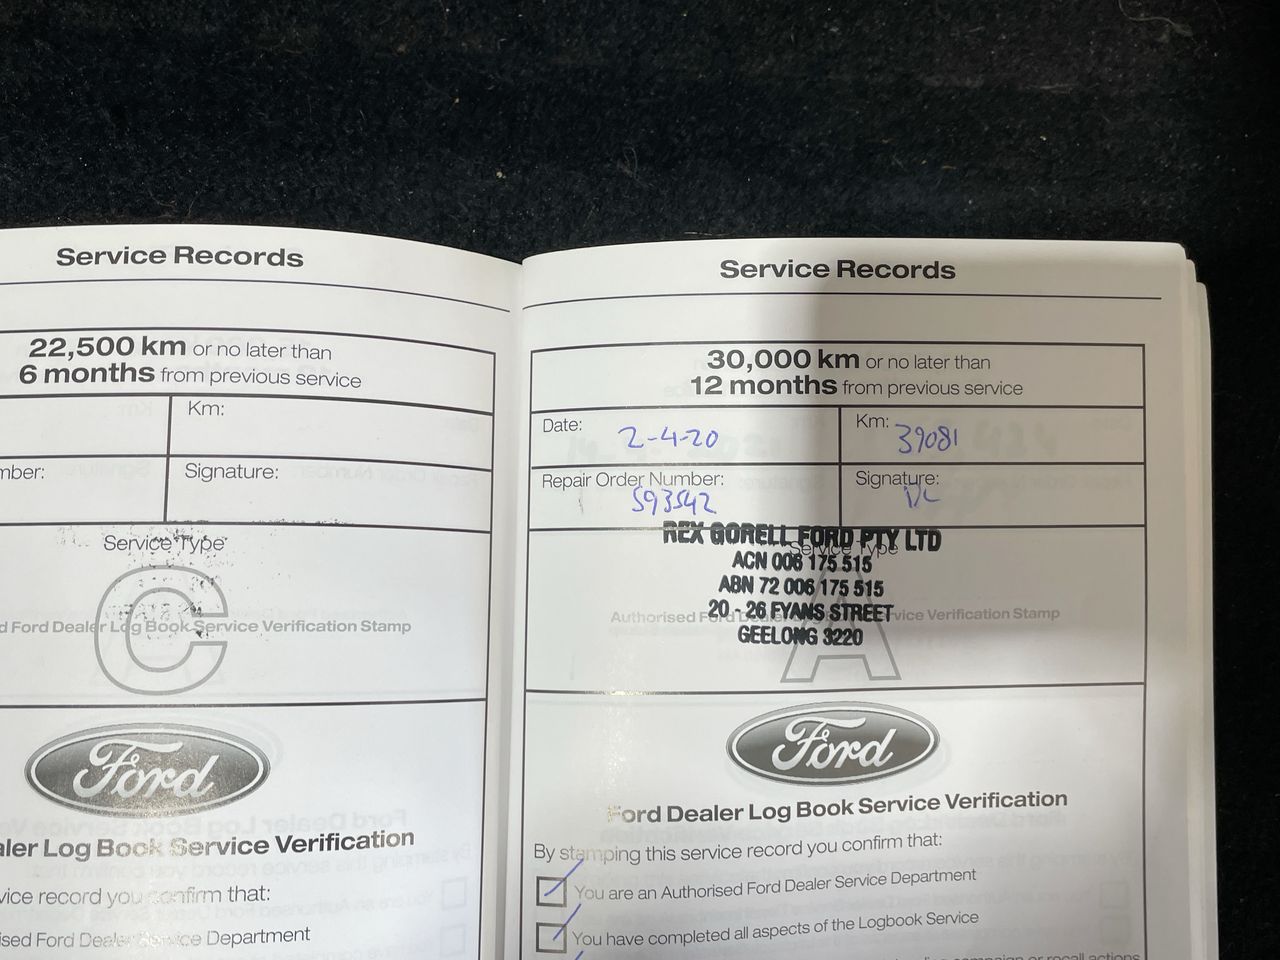 Service Records
22,500 km or no later than
6 months from previous service
Km:
mber:
Signature:
Service Type
C
d Ford Dealer Log Book Service Verification Stamp
Ford
aler Log Book Service Verification
vice record you confirm that:
ised Ford Dealer Service Department
Service Records
30,000 km or no later than
12 months from previous service
Date: 2-4-20
Km: 39081
Repair Order Number: 593542
Signature: DL
REX GORELL FORD PTY LTD
Service Type
ACN 006 175 515
ABN 72 006 175 515
20 - 26 FYANS STREET
Authorised Ford Dealer Log Book Service Verification Stamp
GEELONG 3220
A
Ford
Ford Dealer Log Book Service Verification
By stamping this service record you confirm that:
You are an Authorised Ford Dealer Service Department
You have completed all aspects of the Logbook Service
campaign or recall actions